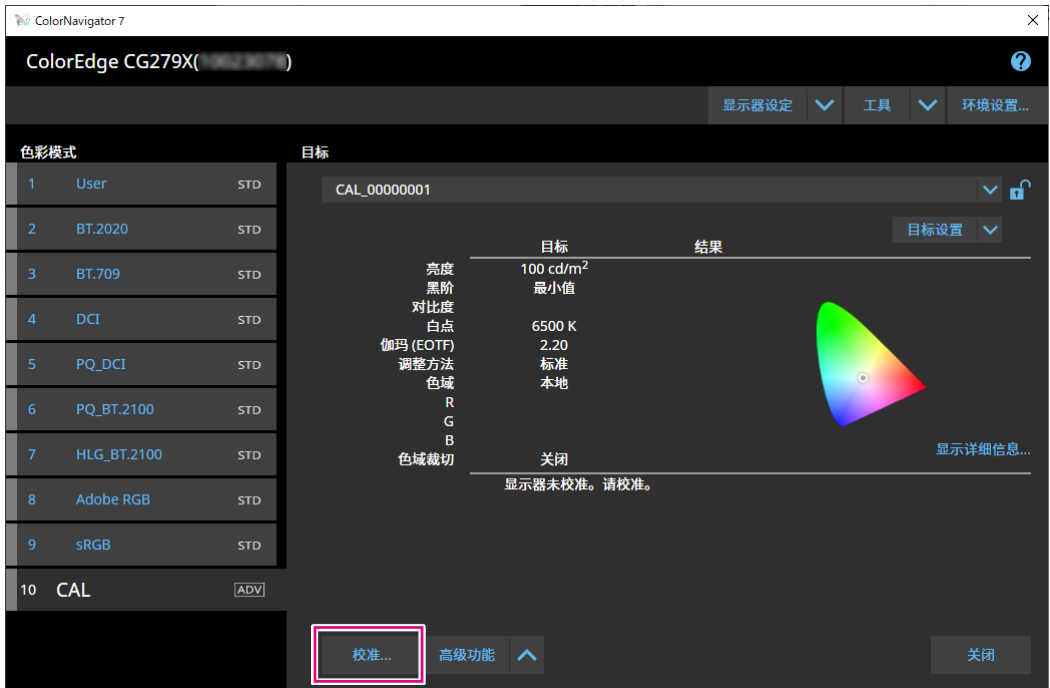 ColorNavigator 7
ColorEdge CG279X( )
显示器设定 工具 环境设置...
色彩模式
1 User STD
2 BT.2020 STD
3 BT.709 STD
4 DCI STD
5 PQ_DCI STD
6 PQ_BT.2100 STD
7 HLG_BT.2100 STD
8 Adobe RGB STD
9 sRGB STD
10 CAL ADV
目标
CAL_00000001
目标设置
目标 结果
亮度 100 cd/m²
黑阶 最小值
对比度
白点 6500 K
伽玛 (EOTF) 2.20
调整方法 标准
色域 本地
R
G
B
色域裁切 关闭
显示详细信息...
显示器未校准。请校准。
校准... 高级功能 关闭